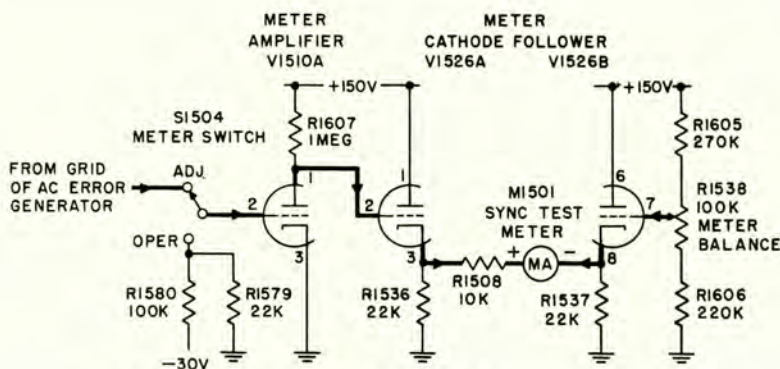 METER
AMPLIFIER
V1510A
METER
CATHODE FOLLOWER
V1526A
V1526B
+150V
+150V
S1504
METER SWITCH
R1607
1MEG
R1605
270K
FROM GRID
OF AC ERROR
GENERATOR
ADJ.
2
1
3
2
1
3
6
7
8
M1501
SYNC TEST
METER
R1538
100K
METER
BALANCE
OPER
+
MA
-
R1508
10K
R1580
100K
R1579
22K
R1536
22K
R1537
22K
R1606
220K
-30V